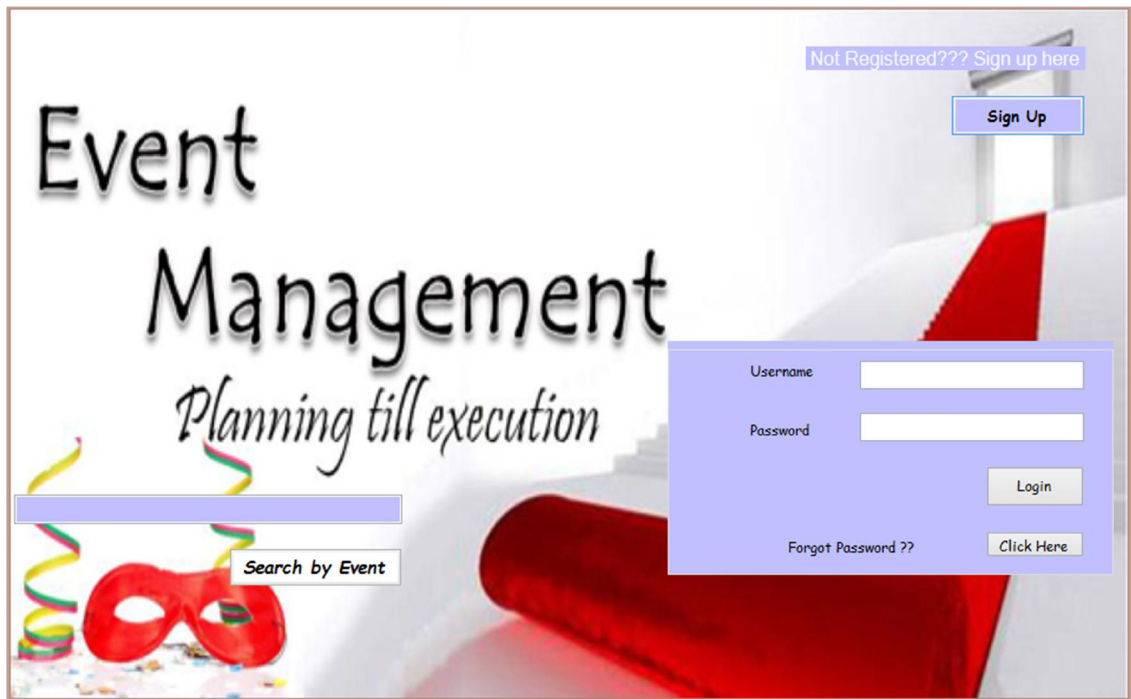 Not Registered??? Sign up here
Sign Up
Event
Management
Planning till execution
Username
Password
Login
Forgot Password ??
Click Here
Search by Event